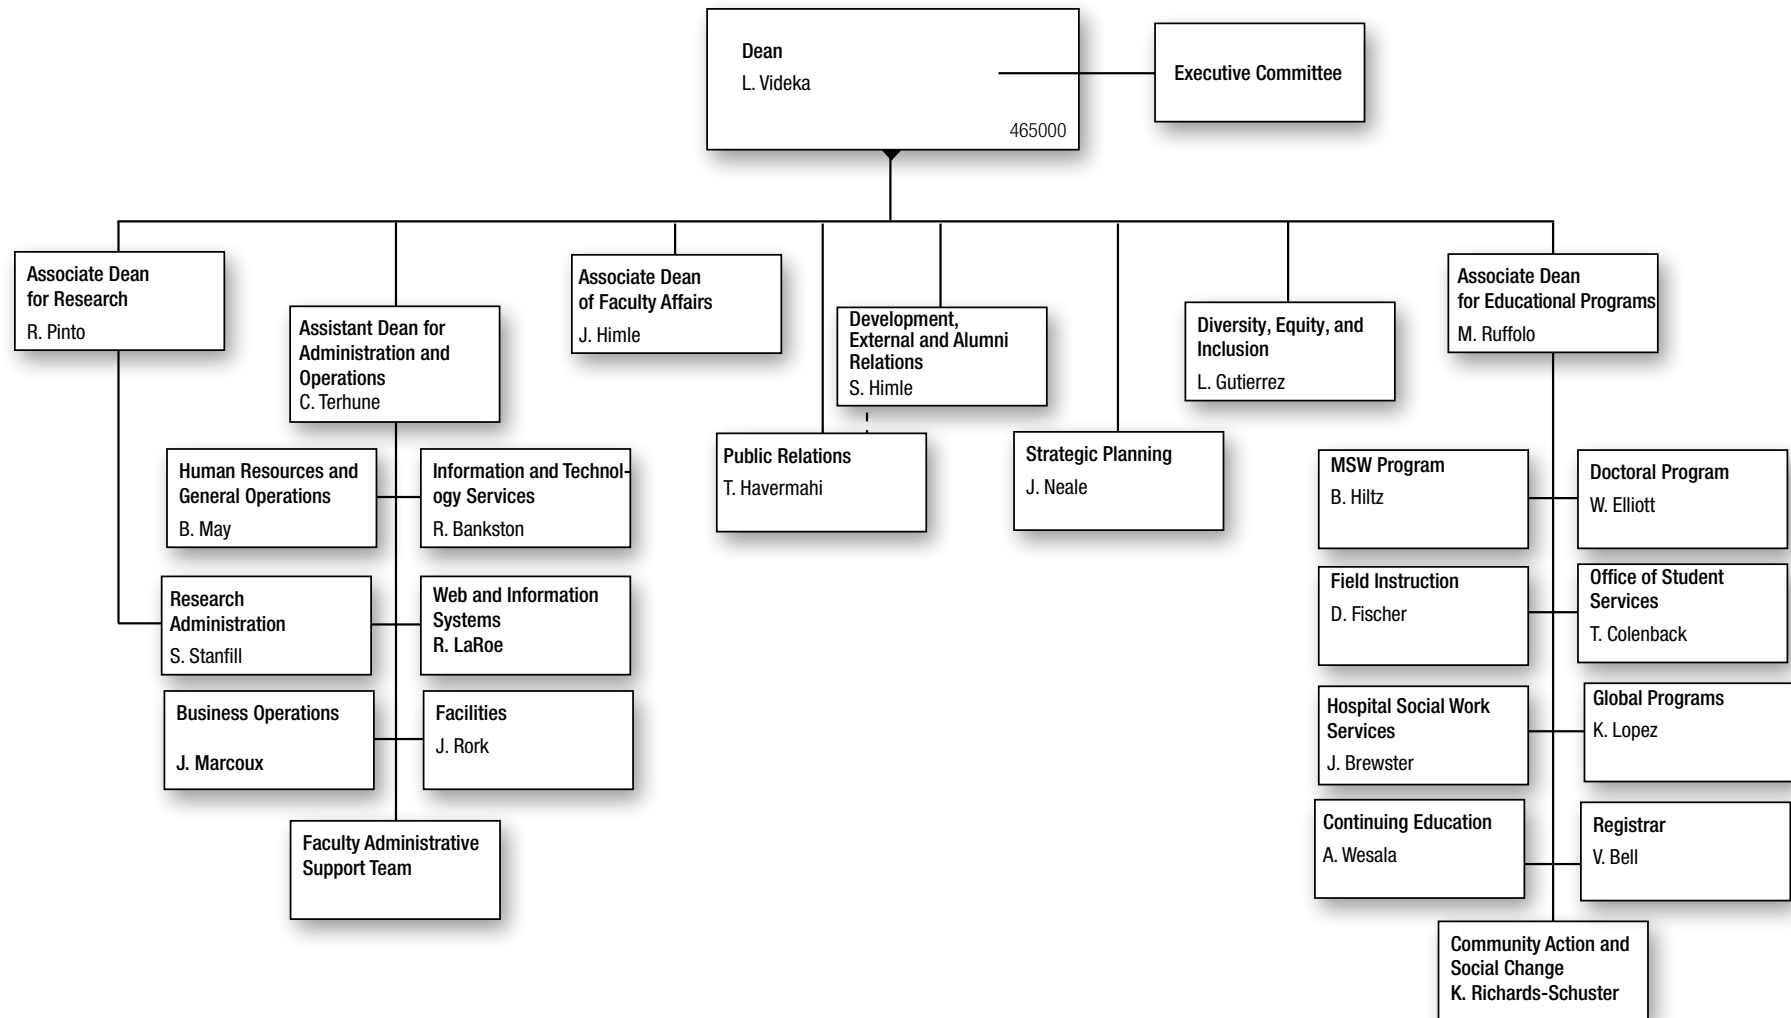 Dean
L. Videka
465000
Executive Committee
Associate Dean
for Research
R. Pinto
Assistant Dean for
Administration and
Operations
C. Terhune
Associate Dean
of Faculty Affairs
J. Himle
Development,
External and Alumni
Relations
S. Himle
Diversity, Equity, and
Inclusion
L. Gutierrez
Associate Dean
for Educational Programs
M. Ruffolo
Public Relations
T. Havermahi
Strategic Planning
J. Neale
Human Resources and
General Operations
B. May
Information and Technol-
ogy Services
R. Bankston
Research
Administration
S. Stanfill
Web and Information
Systems
R. LaRoe
Business Operations
J. Marcoux
Facilities
J. Rork
Faculty Administrative
Support Team
MSW Program
B. Hiltz
Doctoral Program
W. Elliott
Field Instruction
D. Fischer
Office of Student
Services
T. Colenback
Hospital Social Work
Services
J. Brewster
Global Programs
K. Lopez
Continuing Education
A. Wesala
Registrar
V. Bell
Community Action and
Social Change
K. Richards-Schuster